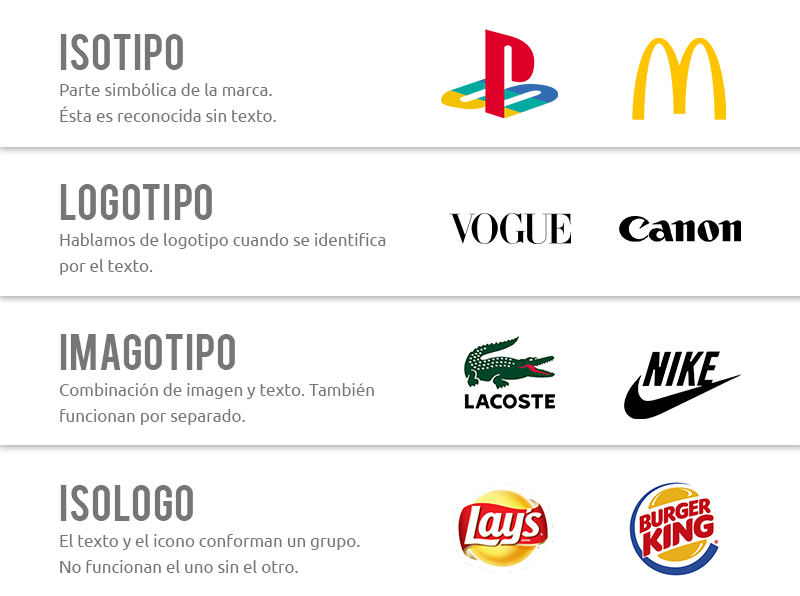 ISOTIPO
Parte simbólica de la marca.
Ésta es reconocida sin texto.
LOGOTIPO
Hablamos de logotipo cuando se identifica
por el texto.
VOGUE
Canon
IMAGOTIPO
Combinación de imagen y texto. También
funcionan por separado.
LACOSTE
NIKE
ISOLOGO
El texto y el icono conforman un grupo.
No funcionan el uno sin el otro.
Lay's
BURGER
KING
®